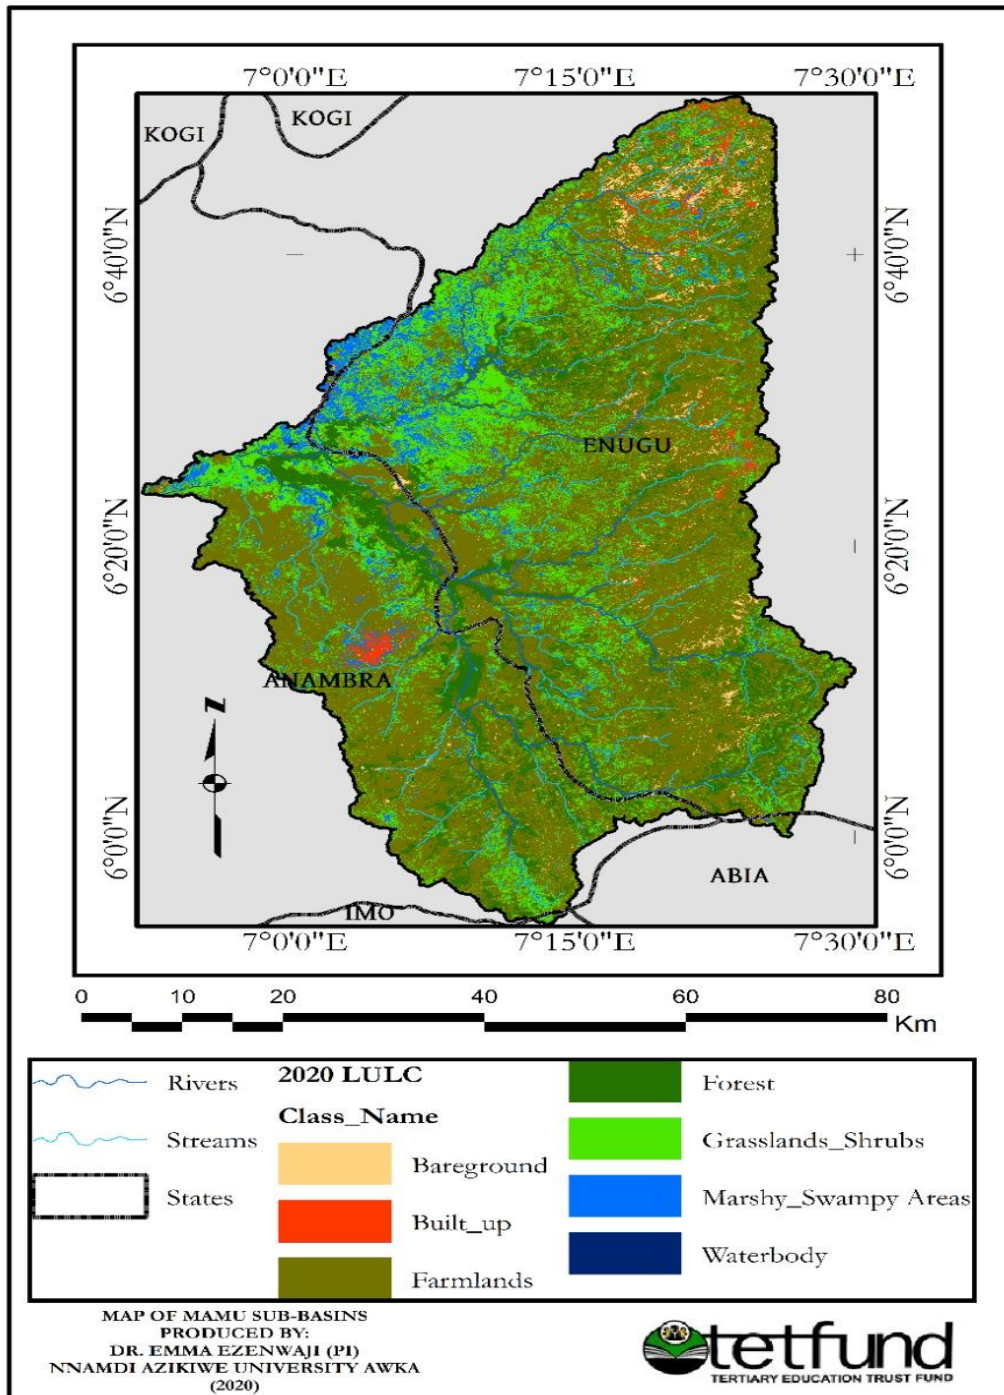 7°0'0"E 7°15'0"E 7°30'0"E
KOGI
KOGI
6°40'0"N
6°40'0"N
ENUGU
6°20'0"N
6°20'0"N
ANAMBRA
z
6°0'0"N
6°0'0"N
ABIA
IMO
7°0'0"E 7°15'0"E 7°30'0"E
0 10 20 40 60 80
Km
Rivers
Streams
States
2020 LULC
Class_Name
Bareground
Built_up
Farmlands
Forest
Grasslands_Shrubs
Marshy_Swampy Areas
Waterbody
MAP OF MAMU SUB-BASINS
PRODUCED BY:
DR. EMMA EZENWAJI (PI)
NNAMDI AZIKIWE UNIVERSITY AWKA
(2020)
tetfund
TERTIARY EDUCATION TRUST FUND